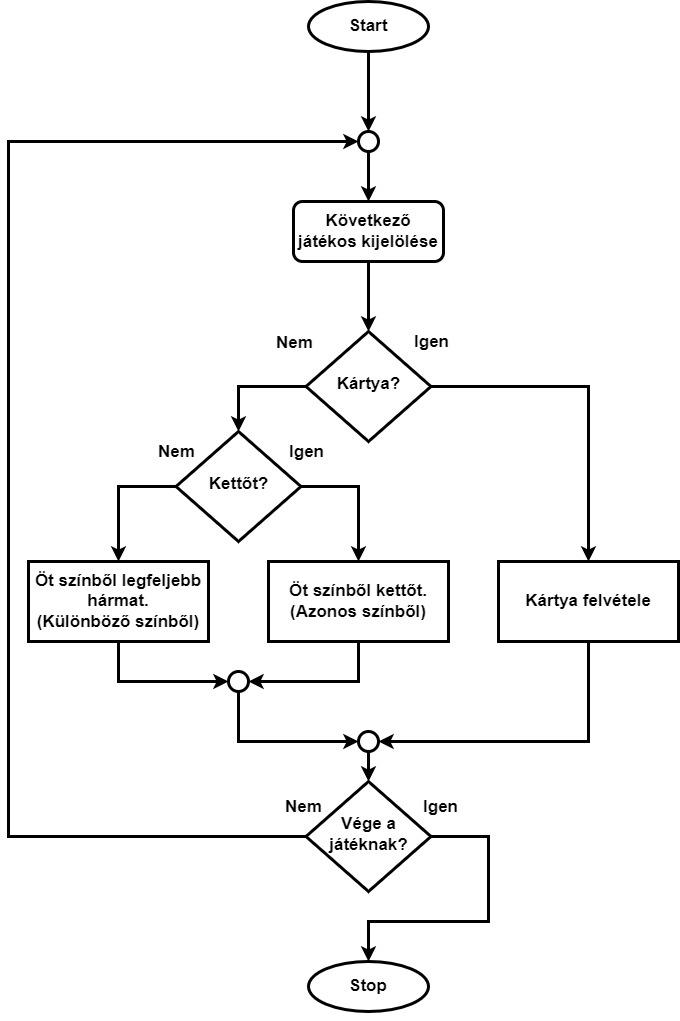 Start
Következő
játékos kijelölése
Nem
Igen
Kártya?
Nem
Igen
Kettőt?
Öt színből legfeljebb
hármat.
(Különböző színből)
Öt színből kettőt.
(Azonos színből)
Kártya felvétele
Nem
Igen
Vége a
játéknak?
Stop